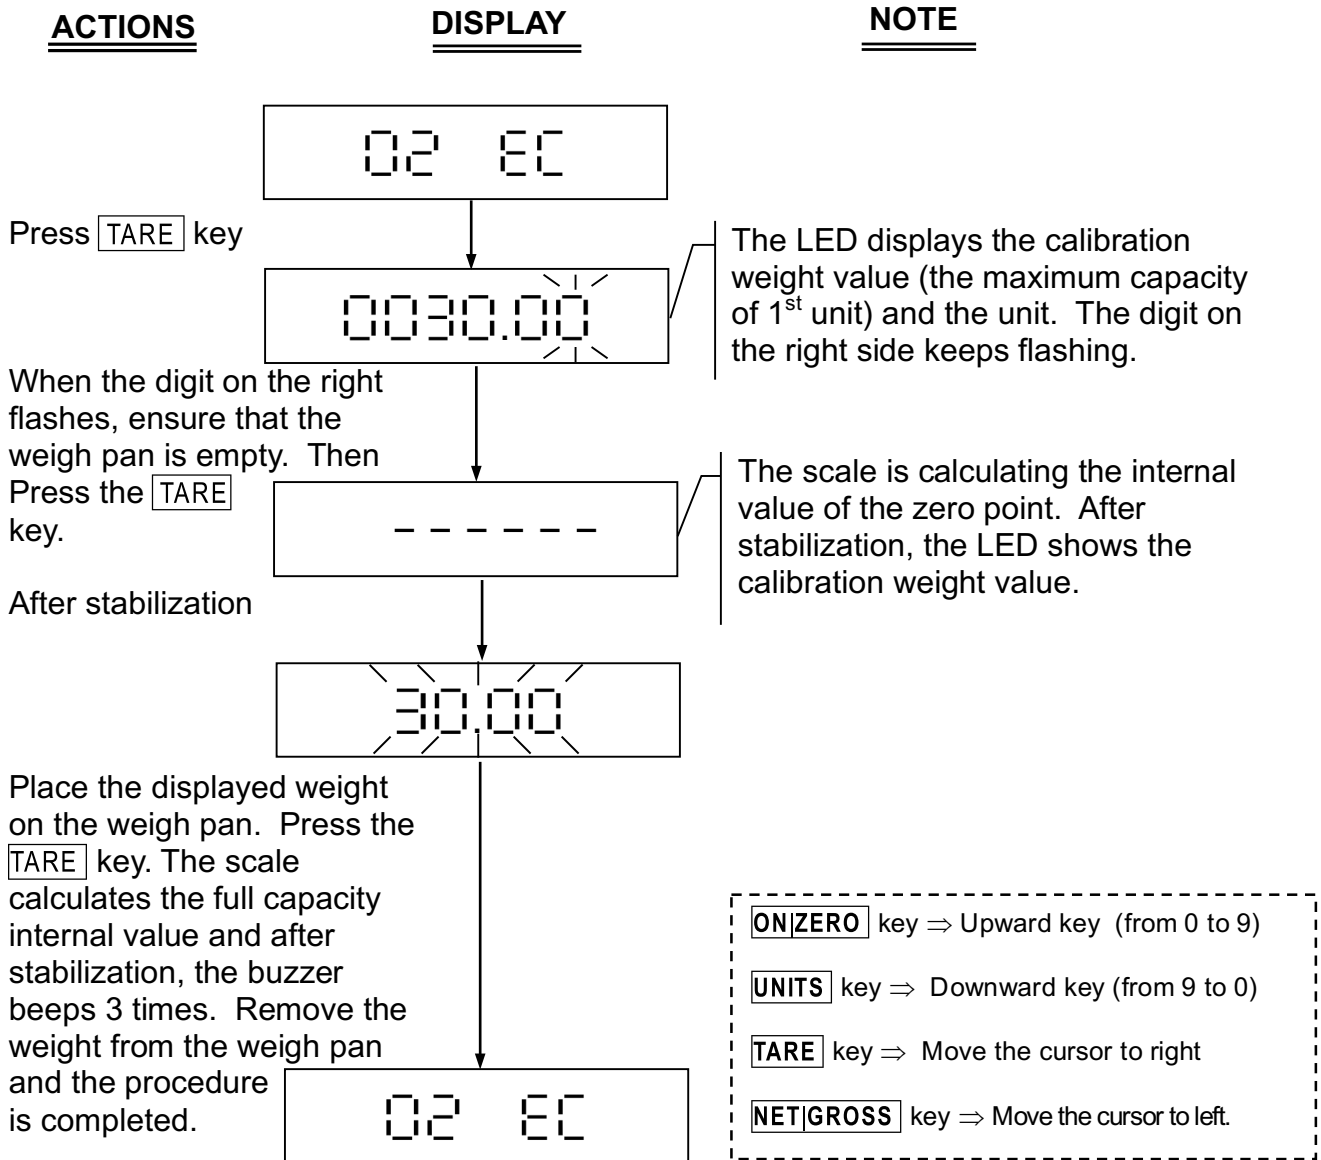 ACTIONS
DISPLAY
NOTE
02 EC
Press TARE key
0030.00
The LED displays the calibration
weight value (the maximum capacity
of 1st unit) and the unit. The digit on
the right side keeps flashing.
When the digit on the right
flashes, ensure that the
weigh pan is empty. Then
Press the TARE
key.
------
The scale is calculating the internal
value of the zero point. After
stabilization, the LED shows the
calibration weight value.
After stabilization
30.00
Place the displayed weight
on the weigh pan. Press the
TARE key. The scale
calculates the full capacity
internal value and after
stabilization, the buzzer
beeps 3 times. Remove the
weight from the weigh pan
and the procedure
is completed.
02 EC
ON|ZERO key ⇒ Upward key (from 0 to 9)
UNITS key ⇒ Downward key (from 9 to 0)
TARE key ⇒ Move the cursor to right
NET|GROSS key ⇒ Move the cursor to left.